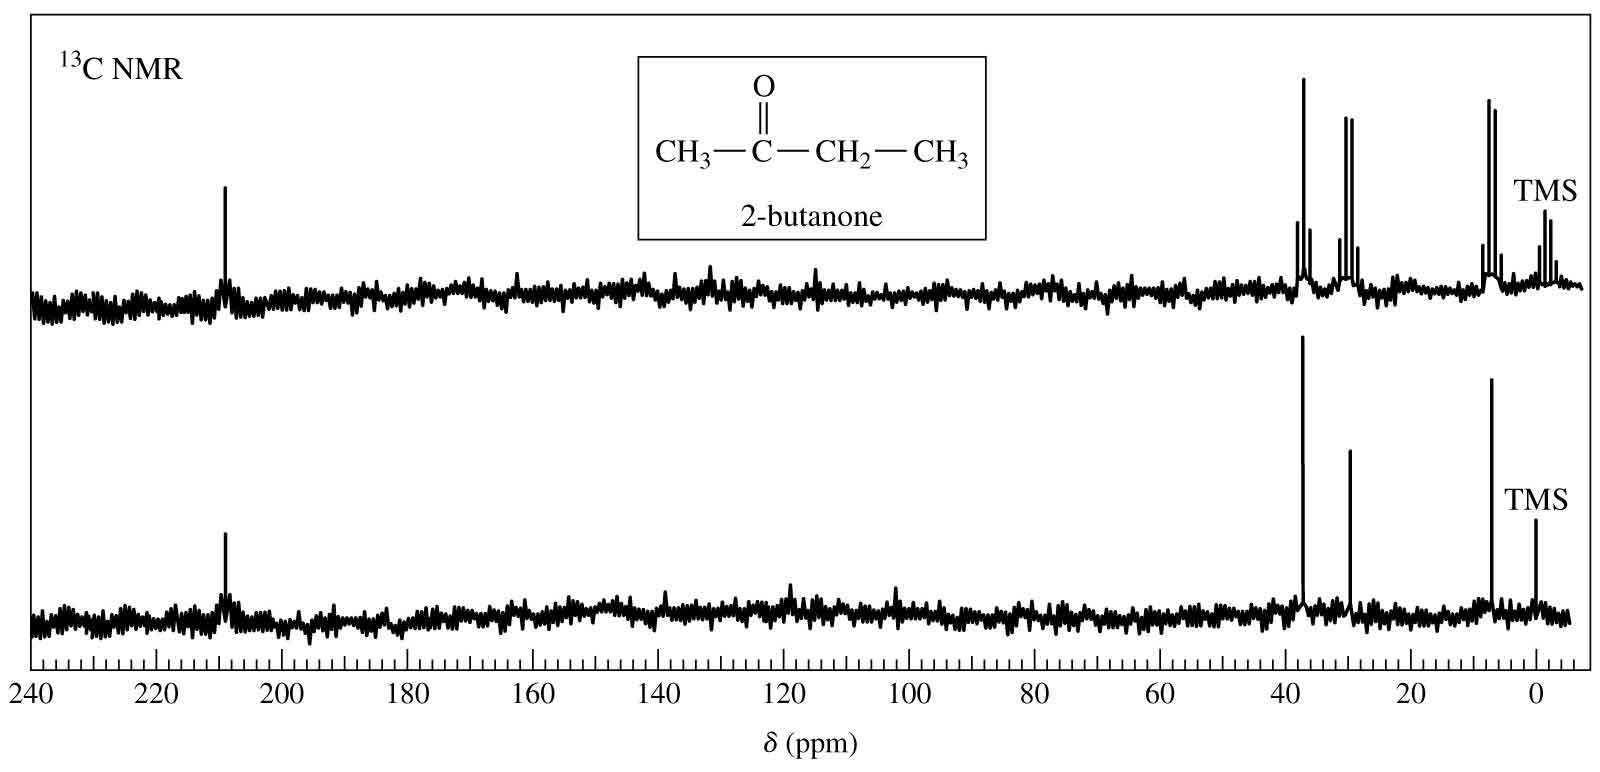 ¹³C NMR
O
CH₃—C—CH₂—CH₃
2-butanone
TMS
TMS
240 220 200 180 160 140 120 100 80 60 40 20 0
δ (ppm)